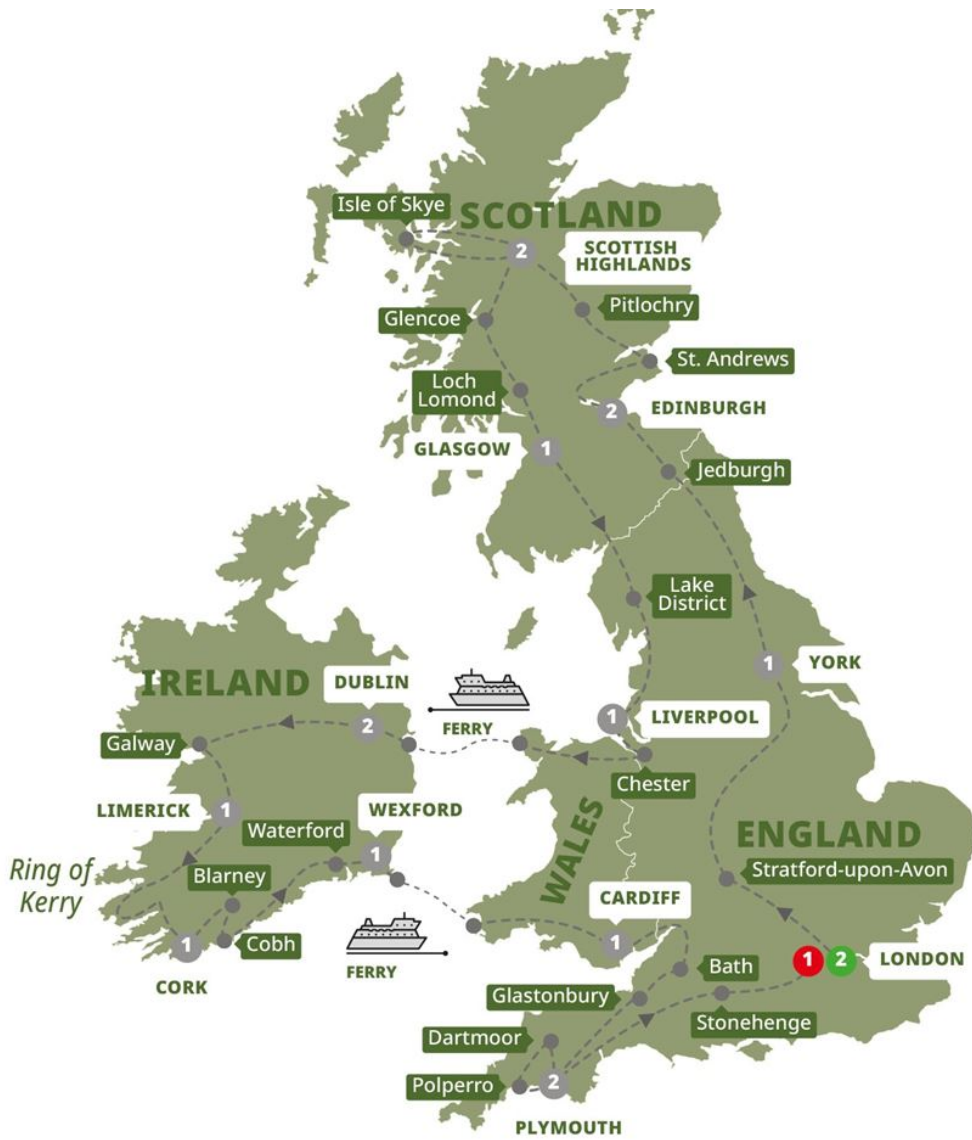 Isle of Skye
SCOTLAND
2
SCOTTISH
HIGHLANDS
Glencoe
Pitlochry
St. Andrews
Loch
Lomond
2
EDINBURGH
GLASGOW
1
Jedburgh
Lake
District
IRELAND
DUBLIN
1
YORK
2
FERRY
1
LIVERPOOL
Galway
Chester
LIMERICK
1
WEXFORD
Waterford
1
WALES
ENGLAND
Ring of
Kerry
Blarney
Stratford-upon-Avon
CARDIFF
1
1
Cobh
CORK
FERRY
1
2
LONDON
Bath
Glastonbury
Stonehenge
Dartmoor
Polperro
2
PLYMOUTH